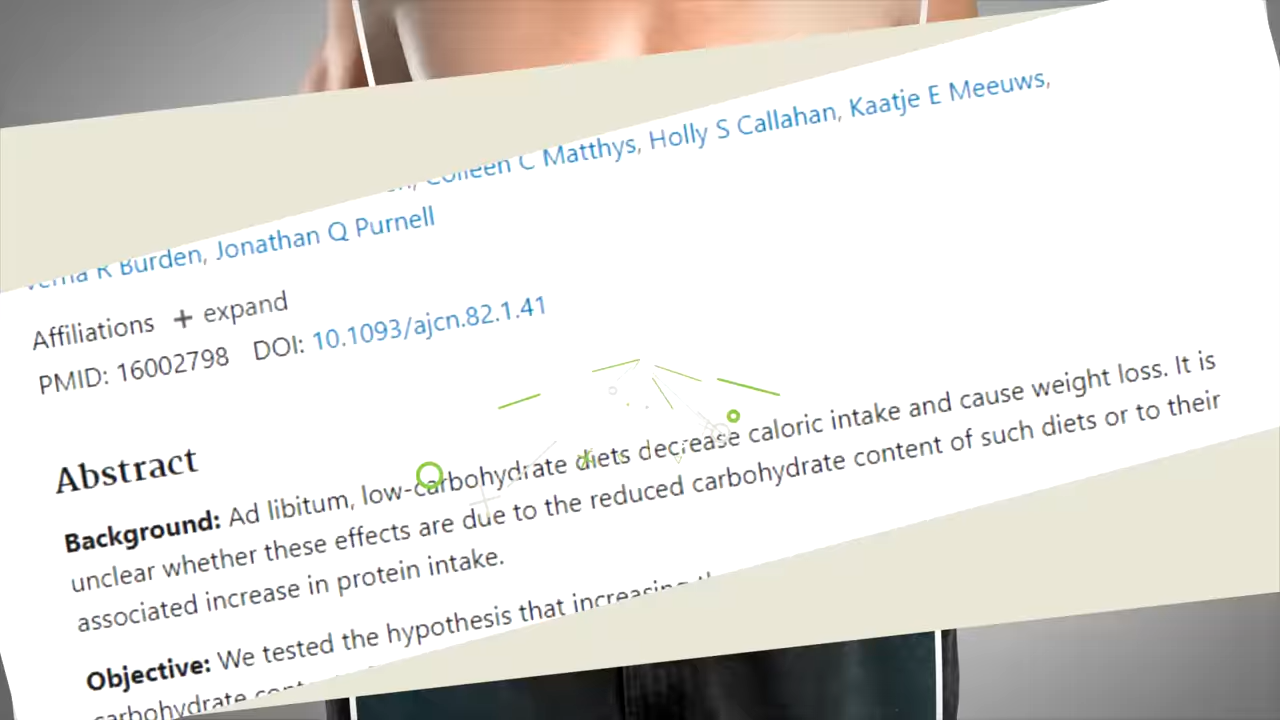 Colleen C Matthys, Holly S Callahan, Kaatje E Meeuws,
Verna R Burden, Jonathan Q Purnell
Affiliations + expand
PMID: 16002798 DOI: 10.1093/ajcn.82.1.41
Abstract
Background: Ad libitum, low-carbohydrate diets decrease caloric intake and cause weight loss. It is
unclear whether these effects are due to the reduced carbohydrate content of such diets or to their
associated increase in protein intake.
Objective: We tested the hypothesis that increasing
carbohydrate